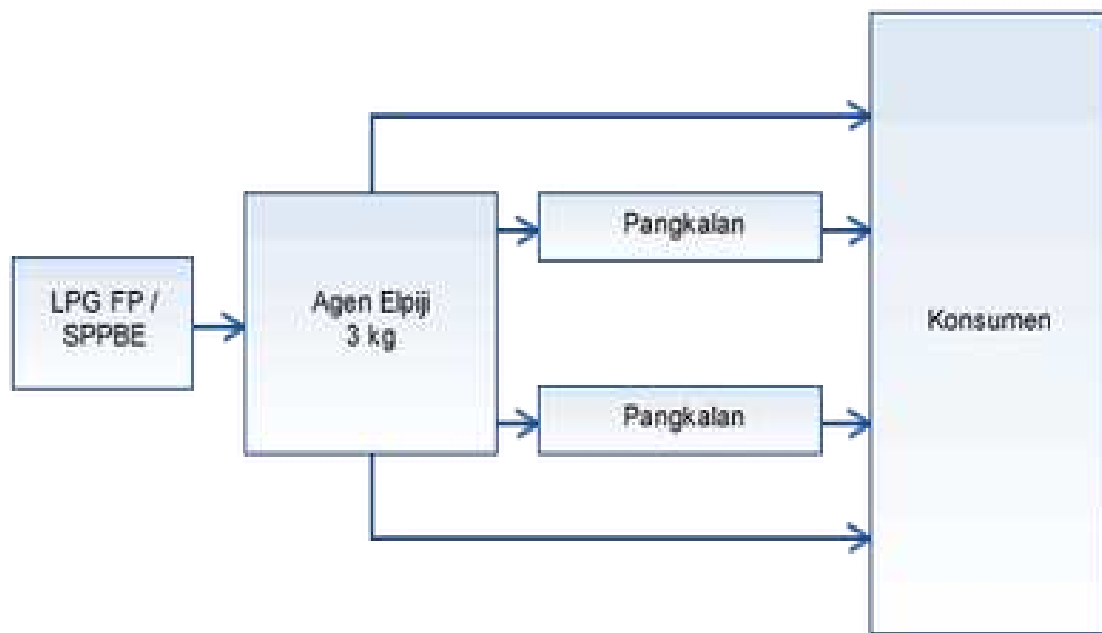 LPG FP /
SPPBE
Agen Elpiji
3 kg
Pangkalan
Pangkalan
Konsumen